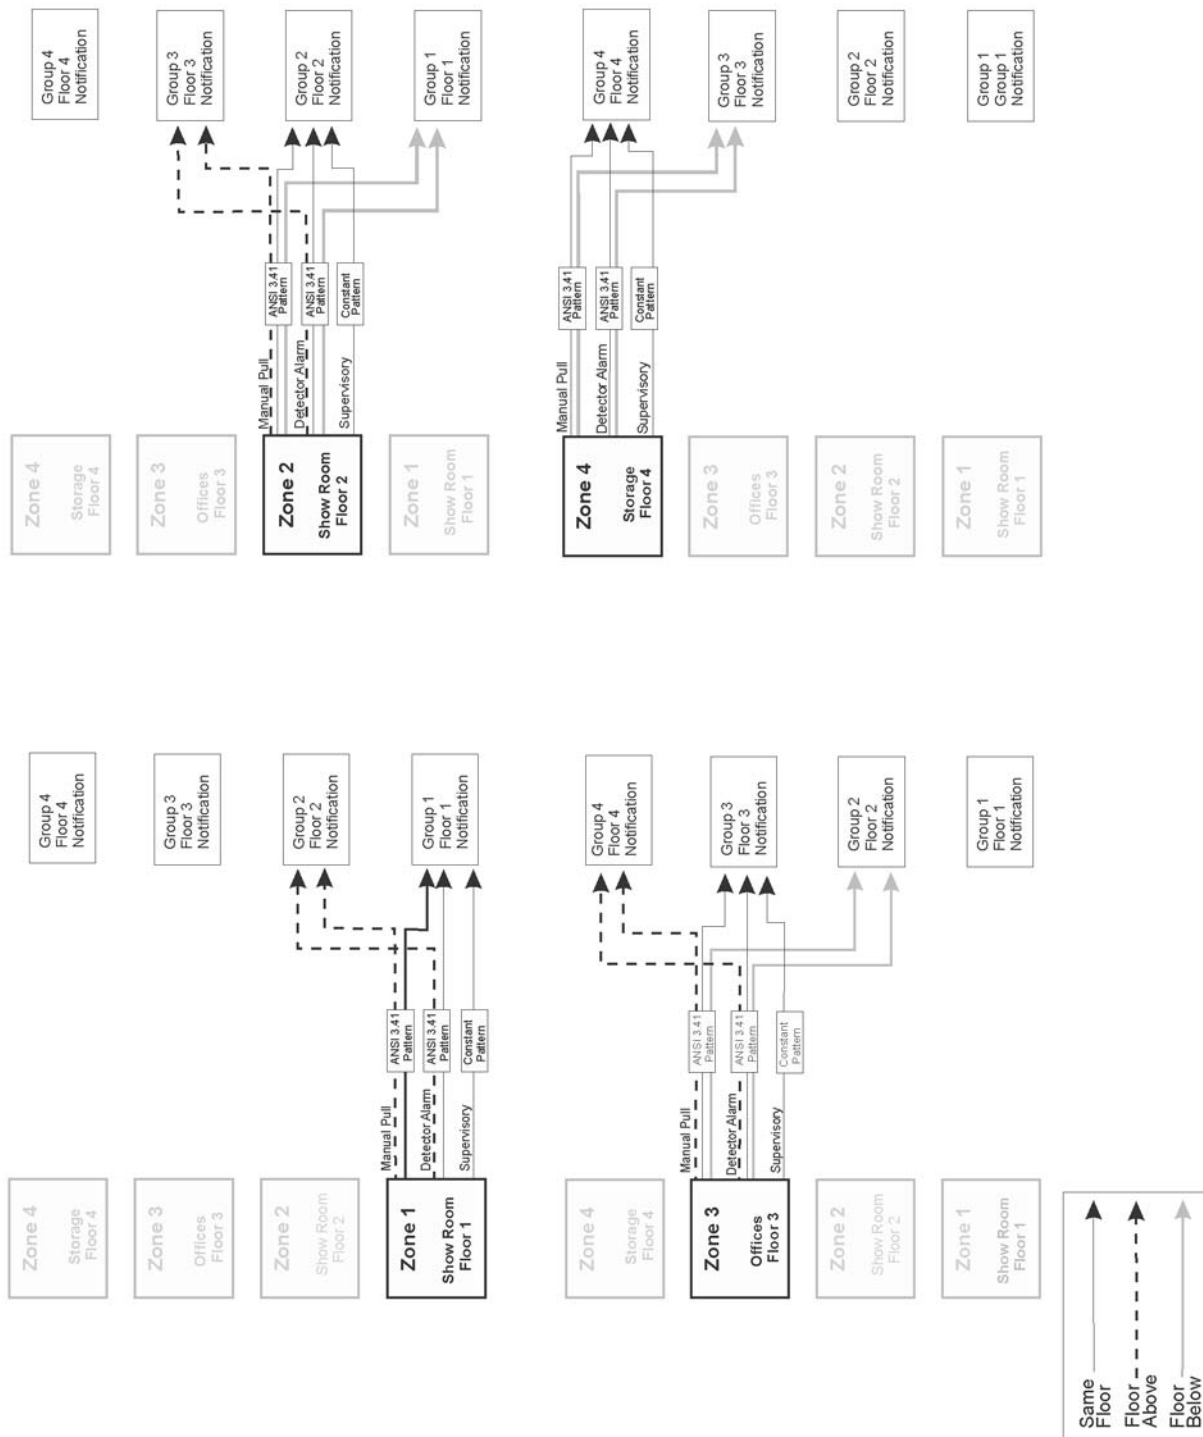 Zone 4
Storage
Floor 4
Group 4
Floor 4
Notification
Zone 3
Offices
Floor 3
Group 3
Floor 3
Notification
Zone 2
Show Room
Floor 2
Group 2
Floor 2
Notification
Zone 1
Show Room
Floor 1
Manual Pull
ANSI 3.41
Pattern
Detector Alarm
ANSI 3.41
Pattern
Supervisory
Constant
Pattern
Group 1
Floor 1
Notification
Zone 4
Storage
Floor 4
Group 4
Floor 4
Notification
Zone 3
Offices
Floor 3
Group 3
Floor 3
Notification
Zone 2
Show Room
Floor 2
Manual Pull
ANSI 3.41
Pattern
Detector Alarm
ANSI 3.41
Pattern
Supervisory
Constant
Pattern
Group 2
Floor 2
Notification
Zone 1
Show Room
Floor 1
Group 1
Floor 1
Notification
Zone 4
Storage
Floor 4
Group 4
Floor 4
Notification
Zone 3
Offices
Floor 3
Manual Pull
ANSI 3.41
Pattern
Detector Alarm
ANSI 3.41
Pattern
Supervisory
Constant
Pattern
Group 3
Floor 3
Notification
Zone 2
Show Room
Floor 2
Group 2
Floor 2
Notification
Zone 1
Show Room
Floor 1
Group 1
Floor 1
Notification
Zone 4
Storage
Floor 4
Manual Pull
ANSI 3.41
Pattern
Detector Alarm
ANSI 3.41
Pattern
Supervisory
Constant
Pattern
Group 4
Floor 4
Notification
Zone 3
Offices
Floor 3
Group 3
Floor 3
Notification
Zone 2
Show Room
Floor 2
Group 2
Floor 2
Notification
Zone 1
Show Room
Floor 1
Group 1
Group 1
Notification
Same
Floor
Floor
Above
Floor
Below